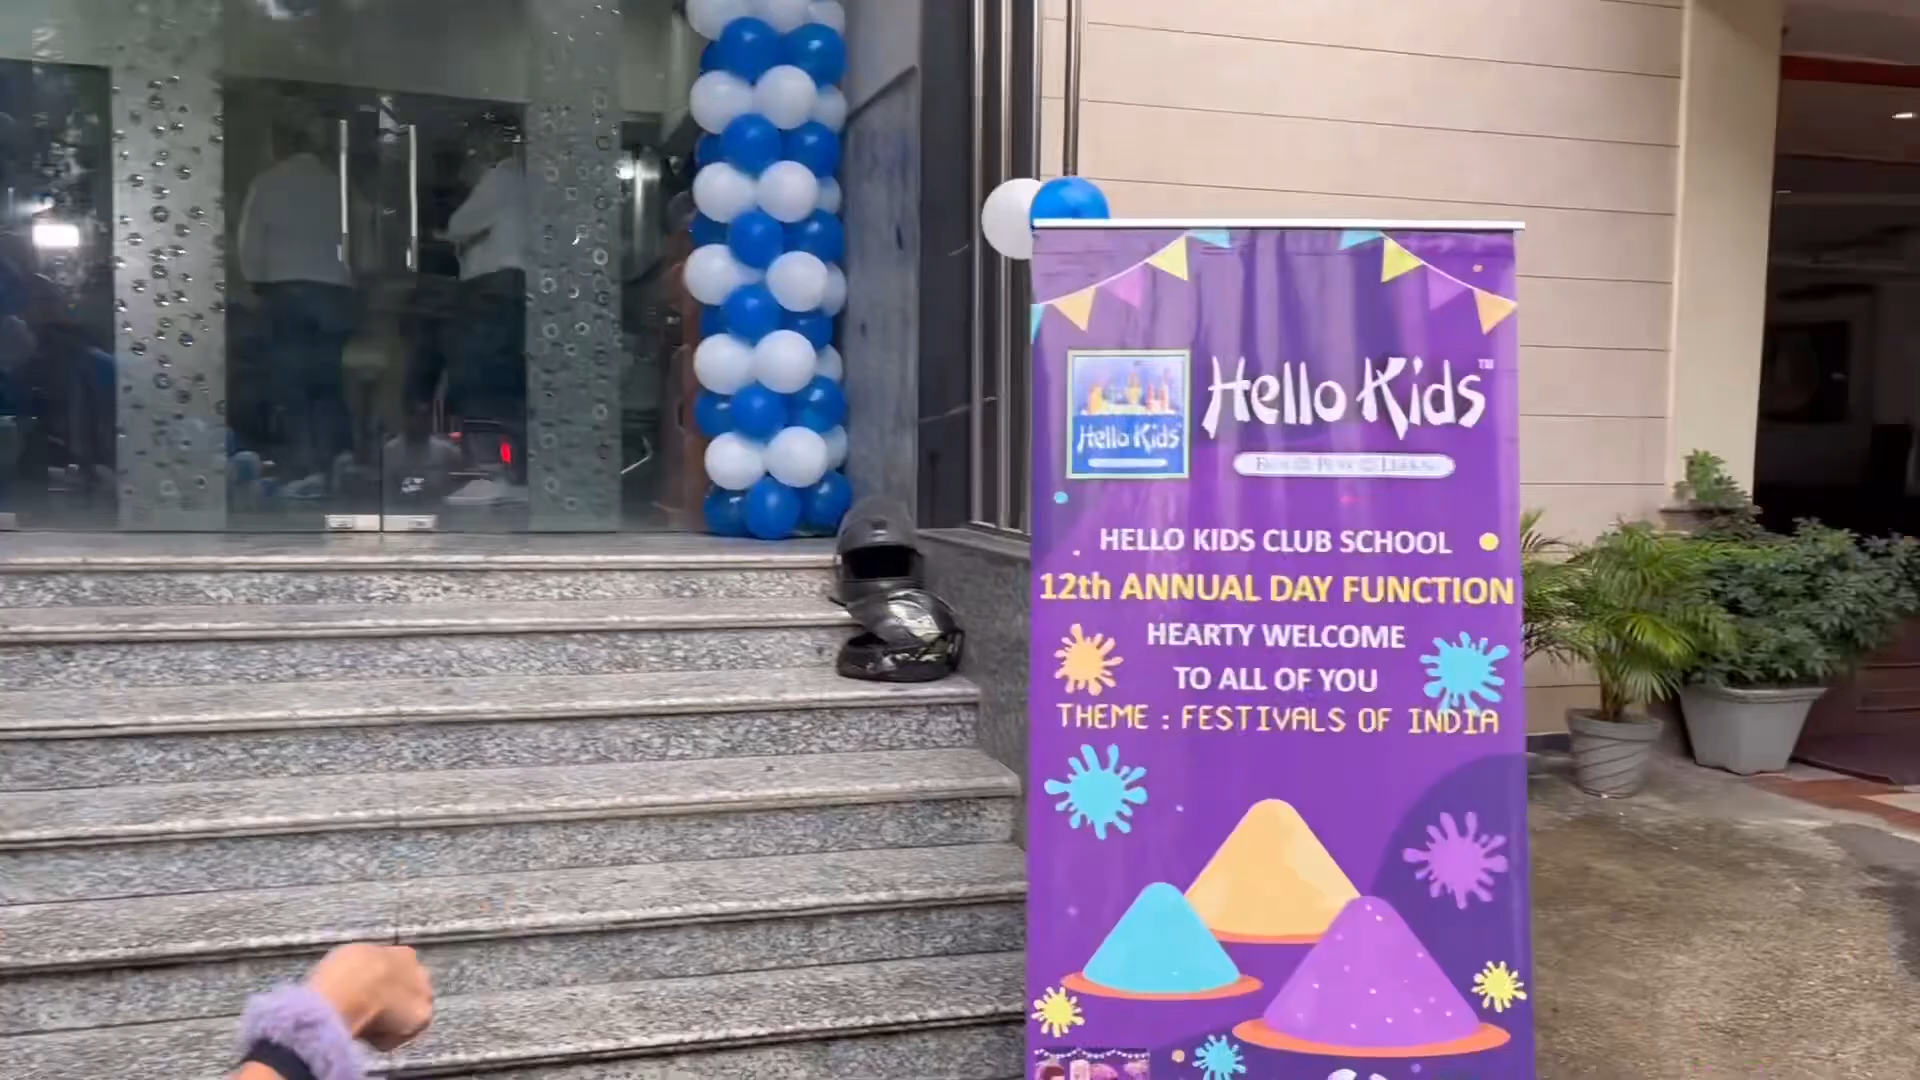 Hello Kids™
Hello Kids
HELLO KIDS CLUB SCHOOL
12th ANNUAL DAY FUNCTION
HEARTY WELCOME
TO ALL OF YOU
THEME : FESTIVALS OF INDIA